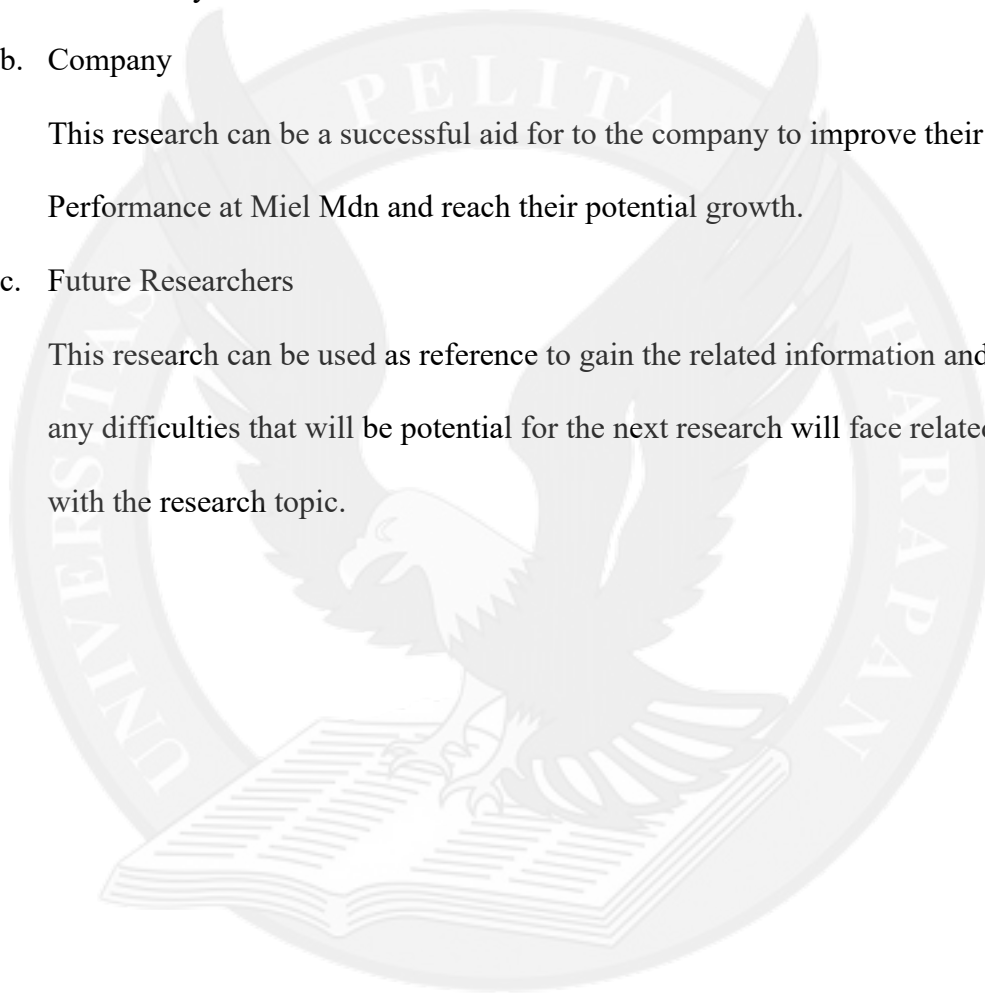 b. Company
This research can be a successful aid for to the company to improve their
Performance at Miel Mdn and reach their potential growth.
c. Future Researchers
This research can be used as reference to gain the related information and
any difficulties that will be potential for the next research will face related
with the research topic.
UNIVERSITAS PELITA HARAPAN